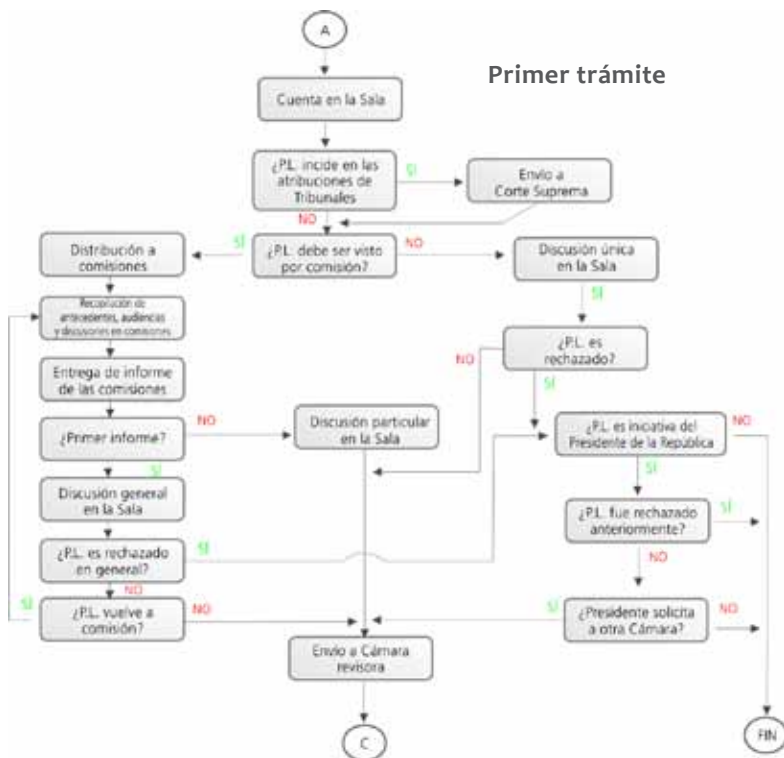 A
Primer trámite
Cuenta en la Sala
¿P.L. incide en las
atribuciones de
Tribunales
SÍ
Envío a
Corte Suprema
NO
Distribución a
comisiones
SÍ
¿P.L: debe ser visto
por comisión?
NO
Discusión única
en la Sala
SÍ
Recopilación de
antecedentes, audiencias
y discusiones en comisiones
¿P.L. es
rechazado?
NO
SÍ
Entrega de informe
de las comisiones
¿Primer informe?
NO
Discusión particular
en la Sala
¿P.L. es iniciativa del
Presidente de la República
NO
SÍ
SÍ
Discusión general
en la Sala
¿P.L. fue rechazado
anteriormente?
SÍ
NO
¿P.L. es rechazado
en general?
SÍ
NO
SÍ
¿P.L. vuelve a
comisión?
NO
SÍ
¿Presidente solicita
a otra Cámara?
NO
Envío a Cámara
revisora
C
FIN